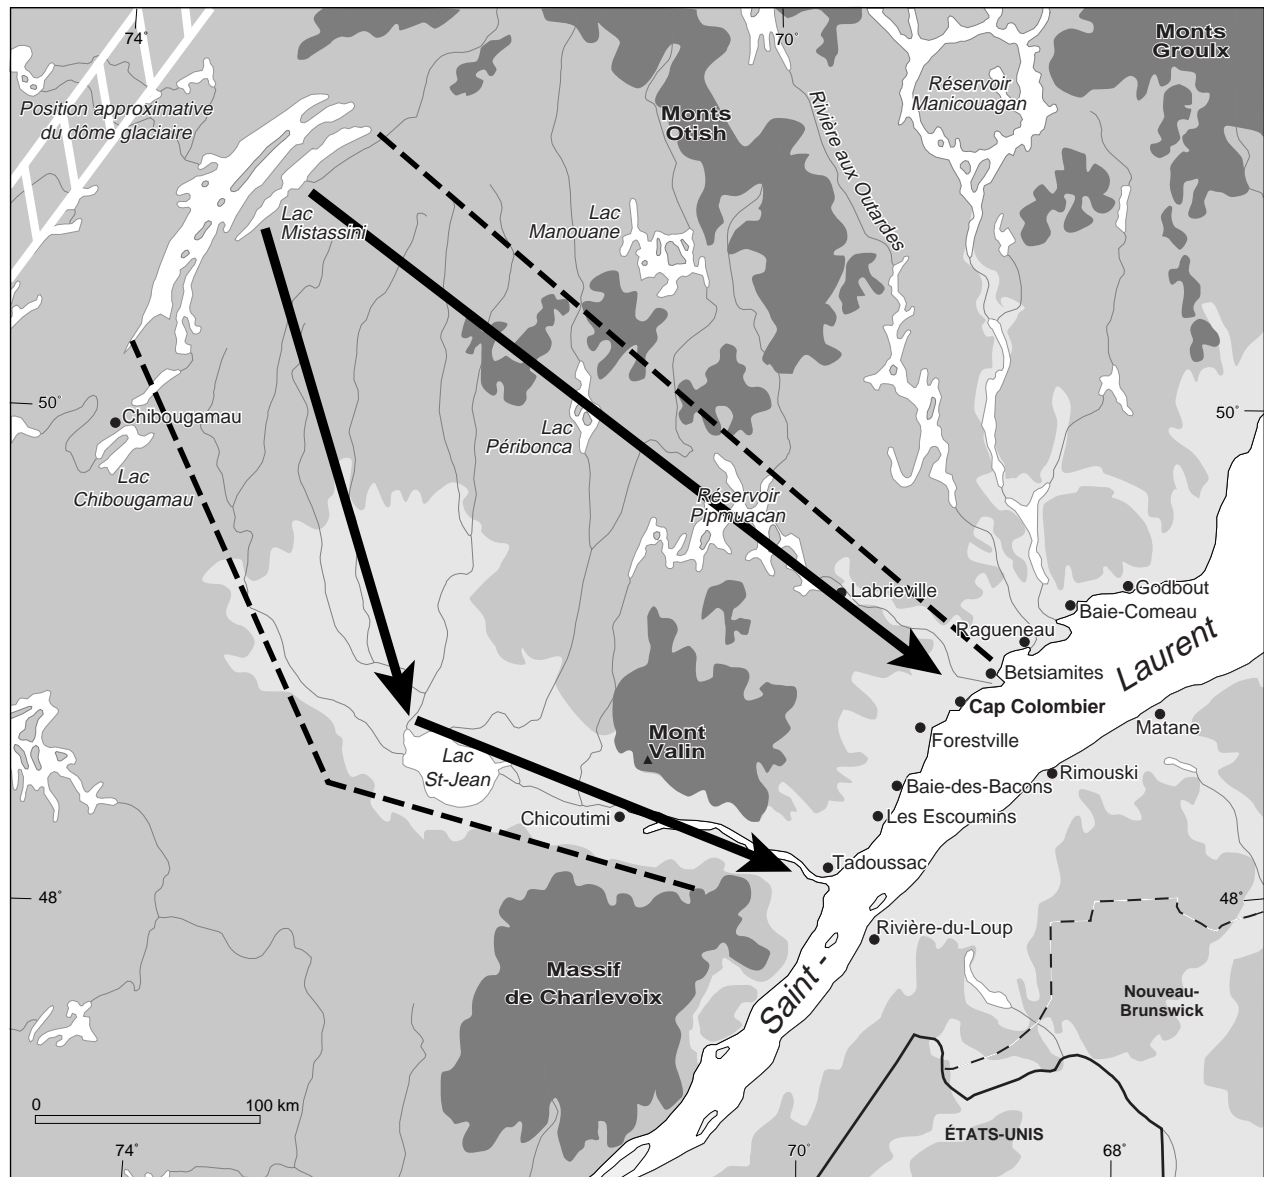 74°
70°
Monts
Groulx
Position approximative
du dôme glaciaire
Réservoir
Manicouagan
Monts
Otish
Rivière aux Outardes
Lac
Mistassini
Lac
Manouane
50°
50°
Chibougamau
Lac
Péribonca
Lac
Chibougamau
Réservoir
Pipmuacan
Labrieville
Godbout
Baie-Comeau
Ragueneau
Betsiamites
Laurent
Cap Colombier
Matane
Mont
Valin
Forestville
Lac
St-Jean
Rimouski
Baie-des-Bacons
Chicoutimi
Les Escoumins
Tadoussac
48°
48°
Rivière-du-Loup
Massif
de Charlevoix
Saint -
Nouveau-
Brunswick
0 100 km
ÉTATS-UNIS
74°
70°
68°